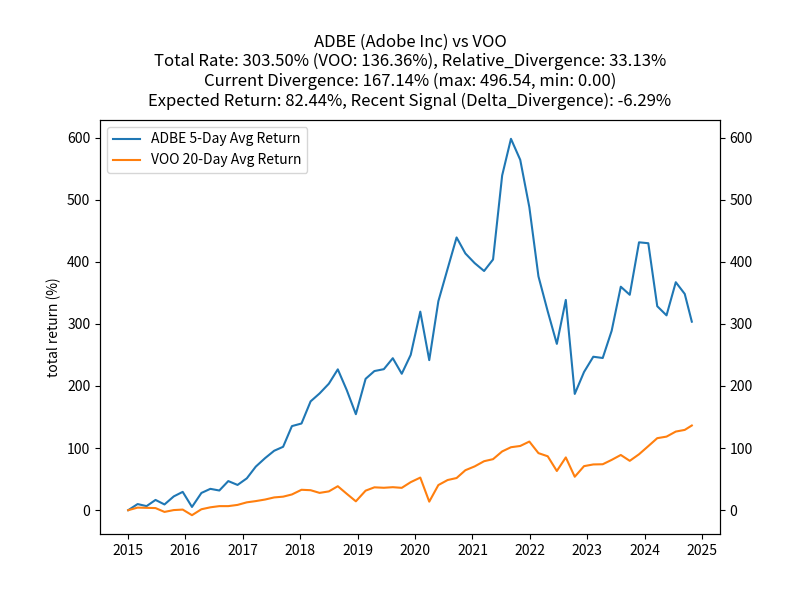 ADBE (Adobe Inc) vs VOO
Total Rate: 303.50% (VOO: 136.36%), Relative_Divergence: 33.13%
Current Divergence: 167.14% (max: 496.54, min: 0.00)
Expected Return: 82.44%, Recent Signal (Delta_Divergence): -6.29%
ADBE 5-Day Avg Return
VOO 20-Day Avg Return
total return (%)
600
500
400
300
200
100
0
600
500
400
300
200
100
0
2015 2016 2017 2018 2019 2020 2021 2022 2023 2024 2025